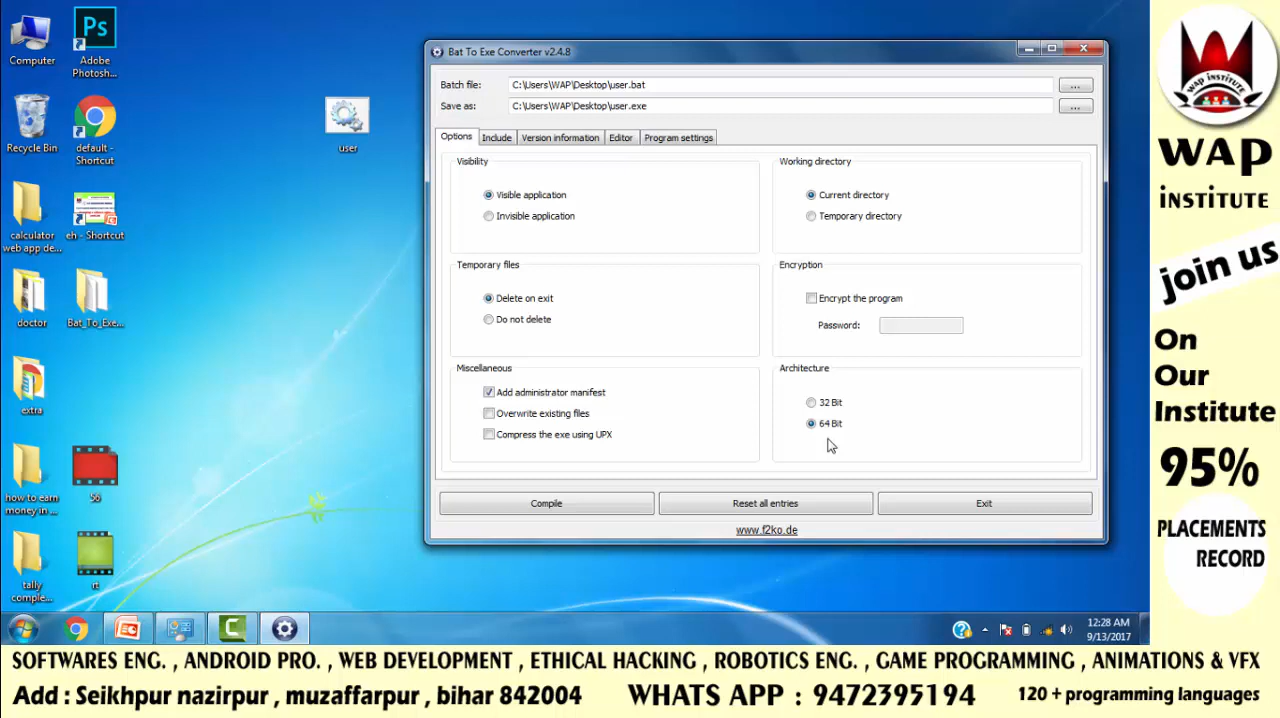 Computer
Adobe
Photosh...
Ps
Recycle Bin
default -
Shortcut
user
calculator
web app de...
eh - Shortcut
doctor
Bat_To_Exe...
extra
how to earn
money in ...
56
tally
comple...
rt
Bat To Exe Converter v2.4.8
Batch file:
C:\Users\WAP\Desktop\user.bat
...
Save as:
C:\Users\WAP\Desktop\user.exe
...
Options Include Version information Editor Program settings
Visibility
Visible application
Invisible application
Working directory
Current directory
Temporary directory
Temporary files
Delete on exit
Do not delete
Encryption
Encrypt the program
Password:
Miscellaneous
Add administrator manifest
Overwrite existing files
Compress the exe using UPX
Architecture
32 Bit
64 Bit
Compile Reset all entries Exit
www.f2ko.de
12:28 AM
9/13/2017
wap institute
WAP
iNSTiTUTE
join us
On
Our
Institute
95%
PLACEMENTS
RECORD
SOFTWARES ENG. , ANDROID PRO. , WEB DEVELOPMENT , ETHICAL HACKING , ROBOTICS ENG. , GAME PROGRAMMING , ANIMATIONS & VFX
Add : Seikhpur nazirpur , muzaffarpur , bihar 842004 WHATS APP : 9472395194 120 + programming languages